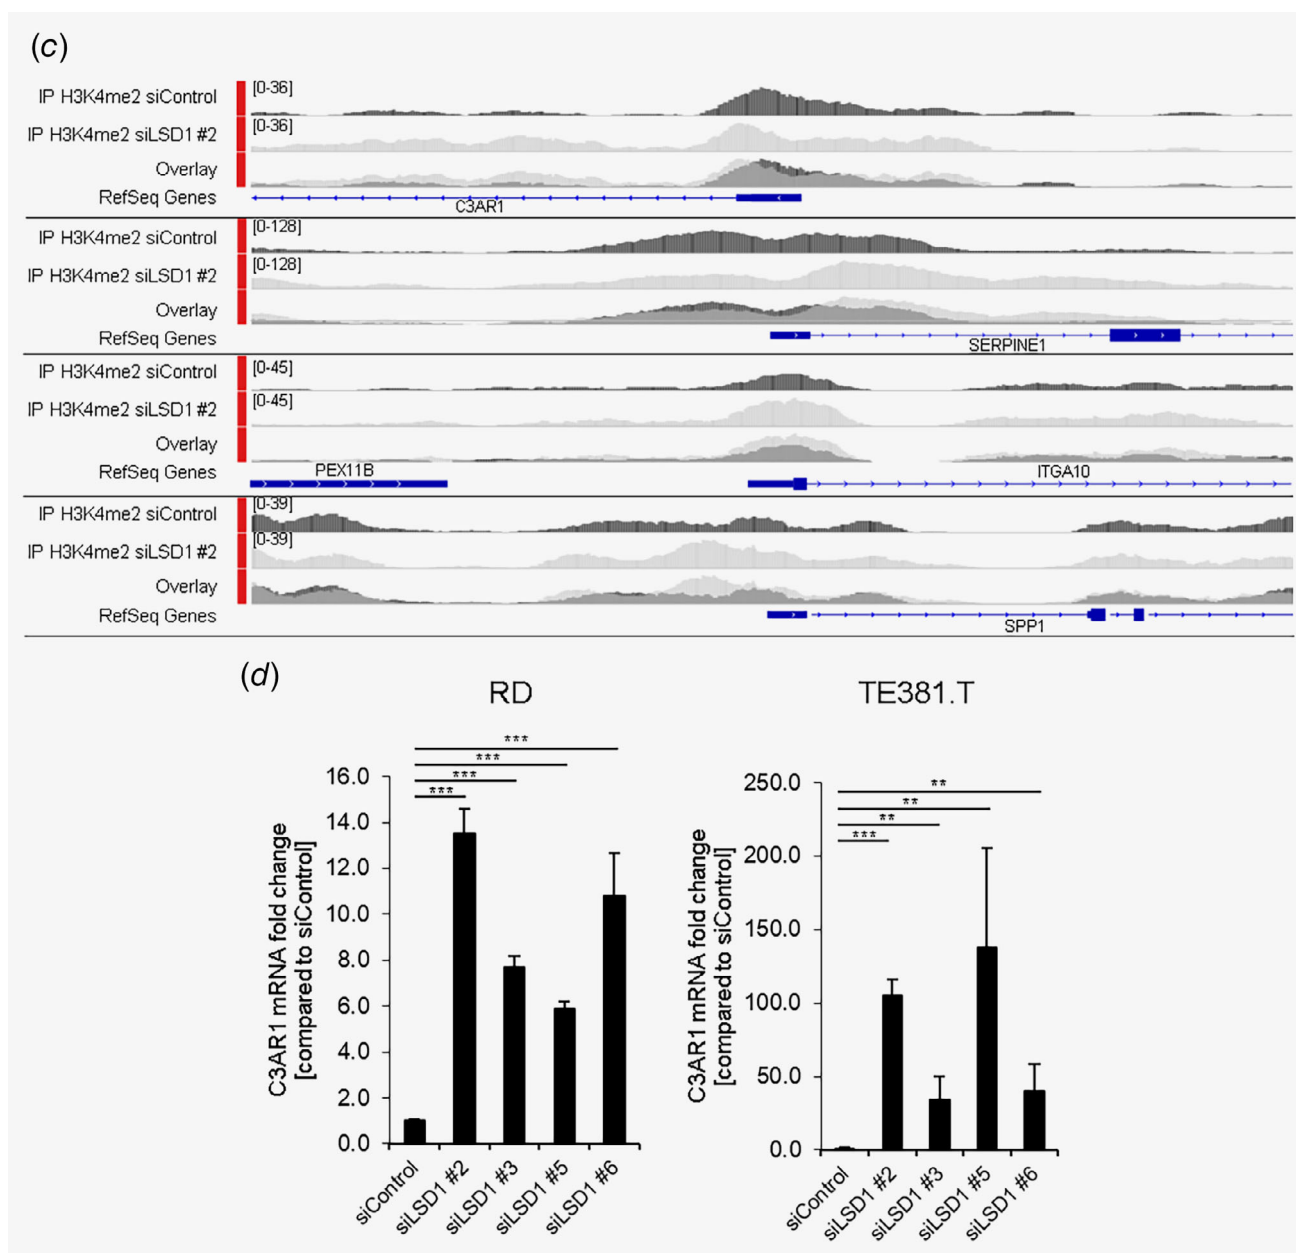 (c)
IP H3K4me2 siControl [0-36]
IP H3K4me2 siLSD1 #2 [0-36]
Overlay
RefSeq Genes
C3AR1
IP H3K4me2 siControl [0-128]
IP H3K4me2 siLSD1 #2 [0-128]
Overlay
RefSeq Genes
SERPINE1
IP H3K4me2 siControl [0-45]
IP H3K4me2 siLSD1 #2 [0-45]
Overlay
RefSeq Genes
PEX11B ITGA10
IP H3K4me2 siControl [0-39]
IP H3K4me2 siLSD1 #2 [0-39]
Overlay
RefSeq Genes
SPP1
(d)
RD
***
***
***
***
C3AR1 mRNA fold change
[compared to siControl]
16.0
14.0
12.0
10.0
8.0
6.0
4.0
2.0
0.0
siControl
siLSD1 #2
siLSD1 #3
siLSD1 #5
siLSD1 #6
TE381.T
**
**
**
***
C3AR1 mRNA fold change
[compared to siControl]
250.0
200.0
150.0
100.0
50.0
0.0
siControl
siLSD1 #2
siLSD1 #3
siLSD1 #5
siLSD1 #6